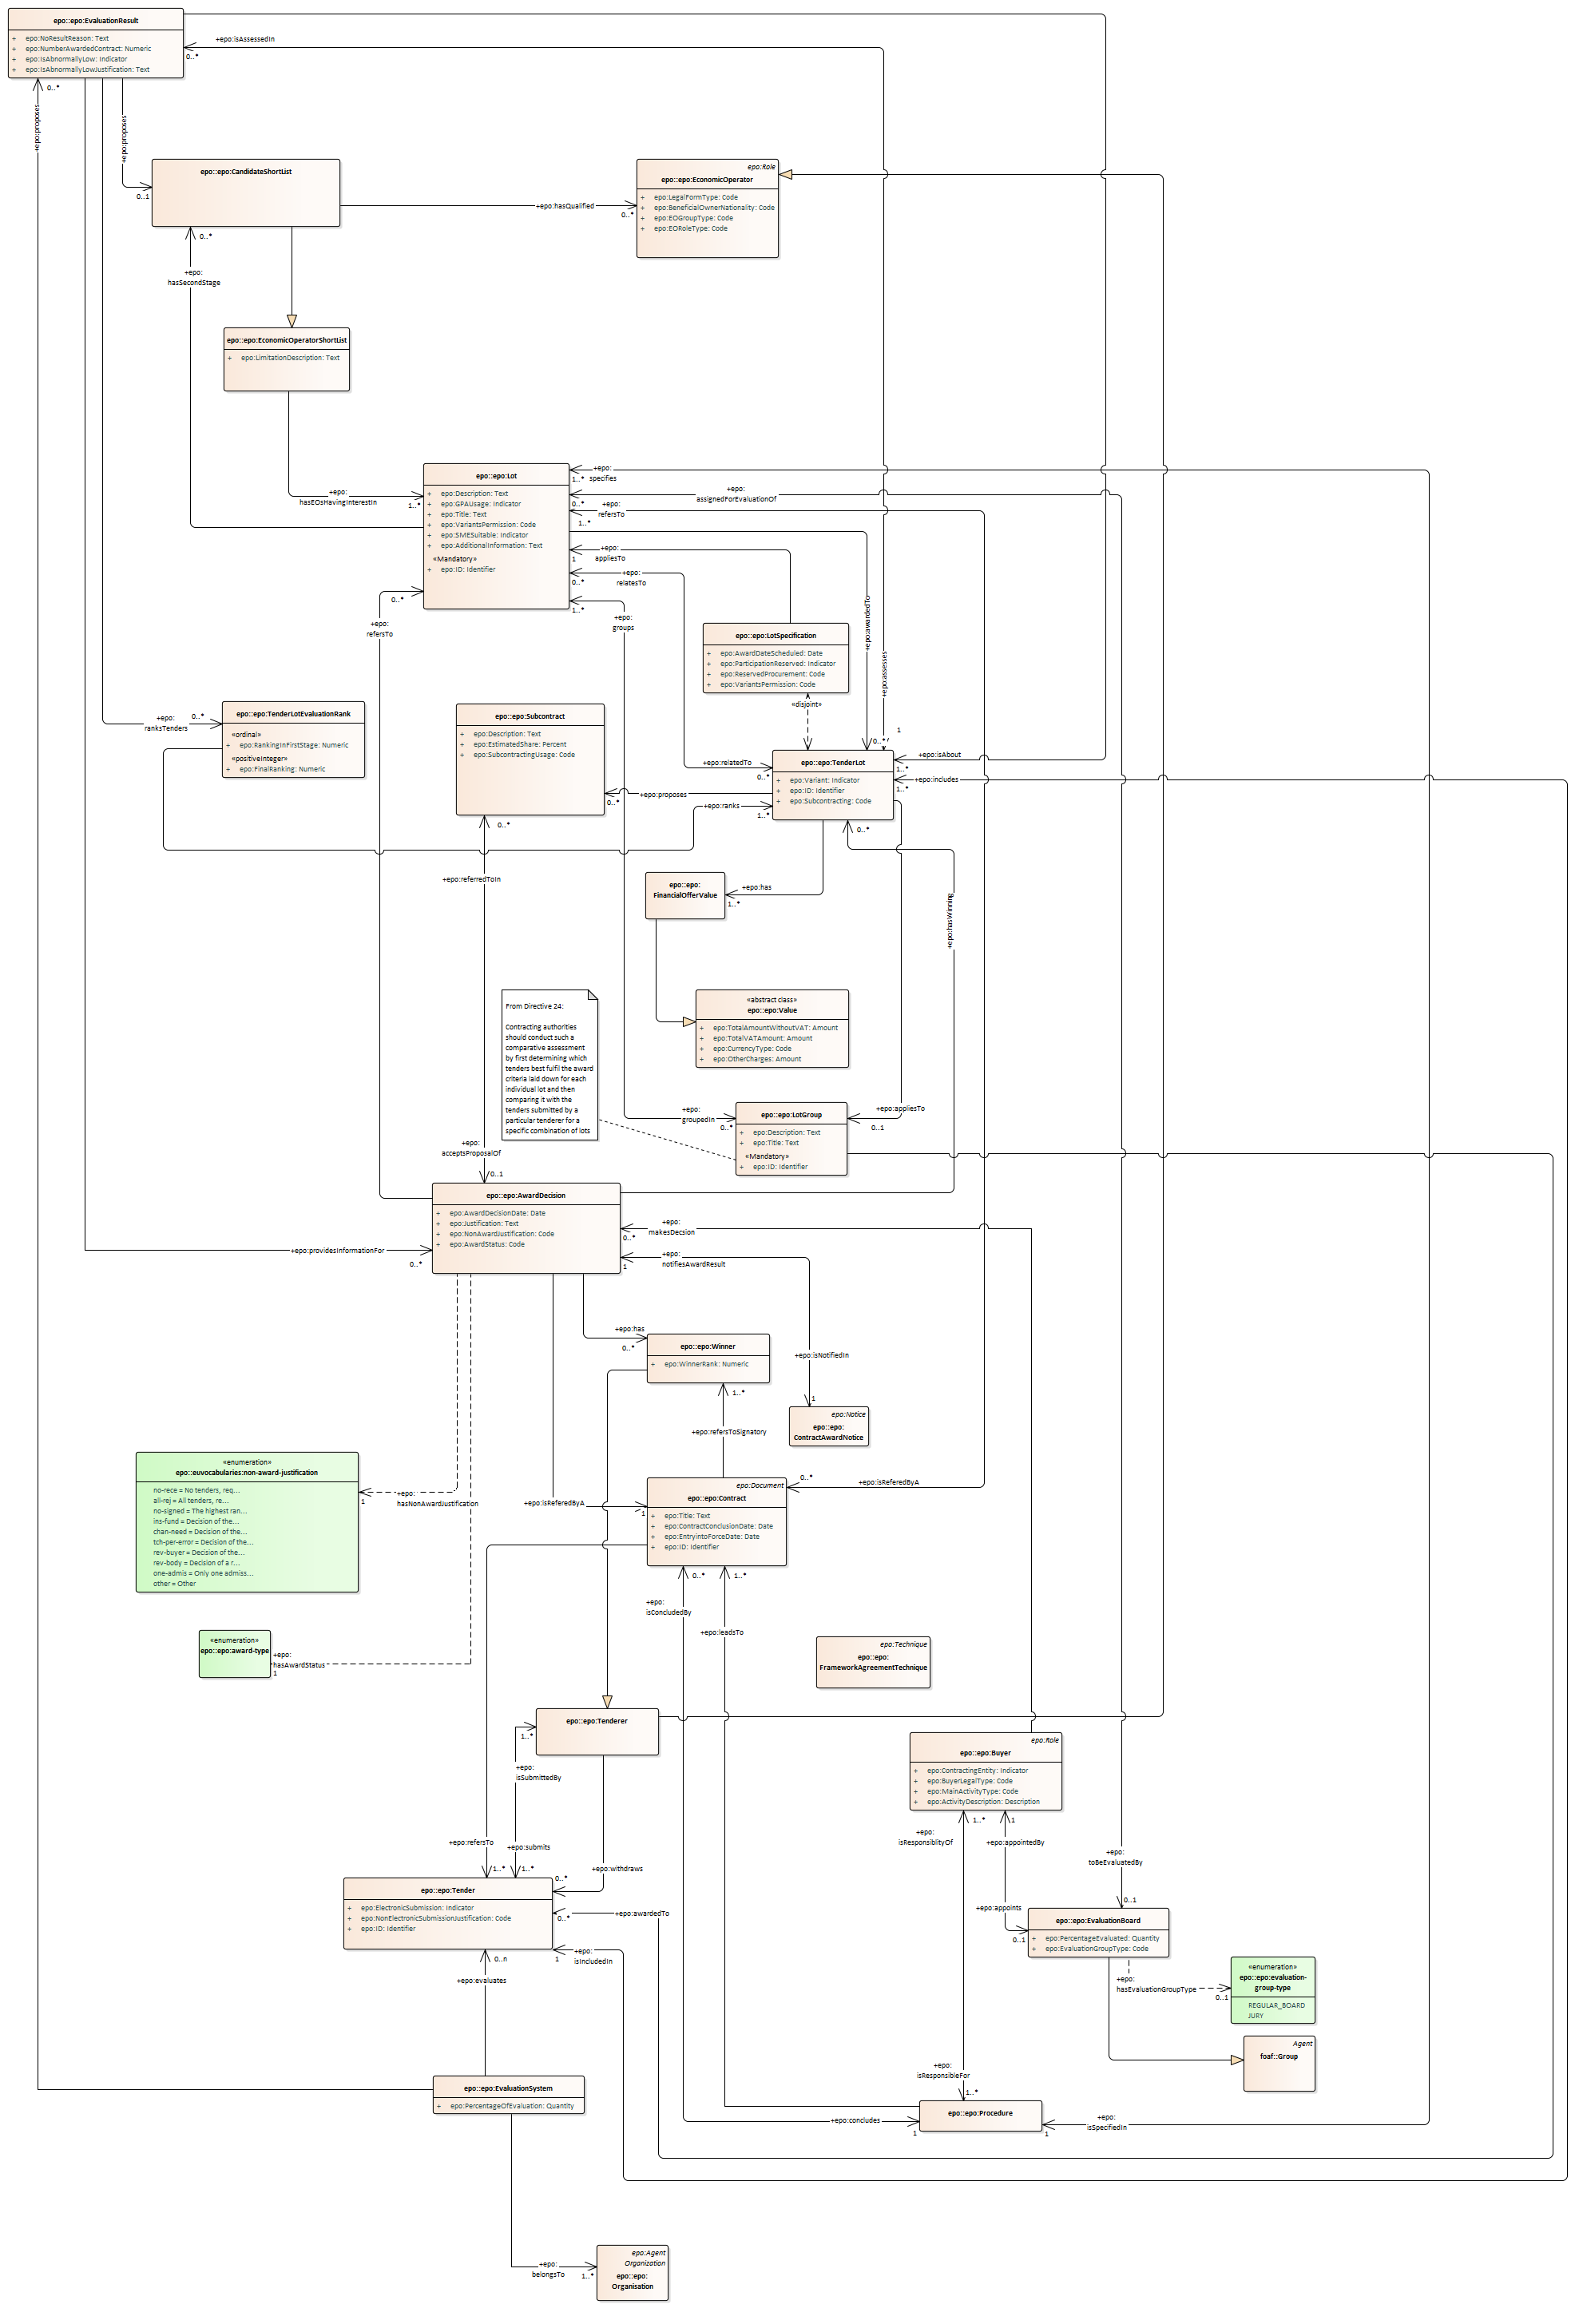 epo::epo:EvaluationResult
+ epo:NoResultReason: Text
+ epo:NumberAwardedContract: Numeric
+ epo:IsAbnormallyLow: Indicator
+ epo:IsAbnormallyLowJustification: Text
+epo:isAssessedIn
0..*
0..*
+epo:proposes
+epo:proposes
0..1
epo::epo:CandidateShortList
0..*
+epo:hasQualified
0..*
epo:Role
epo::epo:EconomicOperator
+ epo:LegalFormType: Code
+ epo:BeneficialOwnerNationality: Code
+ epo:EOGroupType: Code
+ epo:EORoleType: Code
+epo:
hasSecondStage
epo::epo:EconomicOperatorShortList
+ epo:LimitationDescription: Text
+epo:
hasEOsHavingInterestIn
1..*
epo::epo:Lot
+ epo:Description: Text
+ epo:GPAUsage: Indicator
+ epo:Title: Text
+ epo:VariantsPermission: Code
+ epo:SMESuitable: Indicator
+ epo:AdditionalInformation: Text
«Mandatory»
+ epo:ID: Identifier
+epo:
specifies
1..*
+epo:
assignedForEvaluationOf
0..*
+epo:
refersTo
1..*
+epo:
appliesTo
1
+epo:
relatesTo
0..*
+epo:
groups
1..*
0..*
+epo:
refersTo
+epo:awardedTo
+epo:assesses
epo::epo:LotSpecification
+ epo:AwardDateScheduled: Date
+ epo:ParticipationReserved: Indicator
+ epo:ReservedProcurement: Code
+ epo:VariantsPermission: Code
«disjoint»
epo::epo:TenderLotEvaluationRank
«ordinal»
+ epo:RankingInFirstStage: Numeric
«positiveInteger»
+ epo:FinalRanking: Numeric
+epo:
ranksTenders
0..*
epo::epo:Subcontract
+ epo:Description: Text
+ epo:EstimatedShare: Percent
+ epo:SubcontractingUsage: Code
1
0..*
epo::epo:TenderLot
+ epo:Variant: Indicator
+ epo:ID: Identifier
+ epo:Subcontracting: Code
+epo:isAbout
1..*
+epo:includes
1..*
+epo:relatedTo
0..*
+epo:proposes
0..*
+epo:ranks
1..*
0..*
0..*
+epo:referredToIn
epo::epo:
FinancialOfferValue
+epo:has
1..*
+epo:hasWinning
«abstract class»
epo::epo:Value
+ epo:TotalAmountWithoutVAT: Amount
+ epo:TotalVATAmount: Amount
+ epo:CurrencyType: Code
+ epo:OtherCharges: Amount
From Directive 24:
Contracting authorities
should conduct such a
comparative assessment
by first determining which
tenders best fulfil the award
criteria laid down for each
individual lot and then
comparing it with the
tenders submitted by a
particular tenderer for a
specific combination of lots
+epo:
groupedIn
0..*
+epo:appliesTo
0..1
epo::epo:LotGroup
+ epo:Description: Text
+ epo:Title: Text
«Mandatory»
+ epo:ID: Identifier
+epo:
acceptsProposalOf
0..1
epo::epo:AwardDecision
+ epo:AwardDecisionDate: Date
+ epo:Justification: Text
+ epo:NonAwardJustification: Code
+ epo:AwardStatus: Code
+epo:providesInformationFor
0..*
+epo:
makesDecsion
0..*
+epo:
notifiesAwardResult
1
+epo:has
0..*
epo::epo:Winner
+ epo:WinnerRank: Numeric
+epo:isNotifiedIn
1
epo:Notice
epo::epo:
ContractAwardNotice
1..*
+epo:refersToSignatory
«enumeration»
epo::euvocabularies:non-award-justification
no-rece = No tenders, req...
all-rej = All tenders, re...
no-signed = The highest ran...
ins-fund = Decision of the...
chan-need = Decision of the...
tch-per-error = Decision of the...
rev-buyer = Decision of the...
rev-body = Decision of a r...
one-admis = Only one admiss...
other = Other
+epo:
hasNonAwardJustification
1
+epo:isReferedByA
1
epo:Document
epo::epo:Contract
+ epo:Title: Text
+ epo:ContractConclusionDate: Date
+ epo:EntryintoForceDate: Date
+ epo:ID: Identifier
0..*
+epo:isReferedByA
0..*
+epo:
isConcludedBy
1..*
+epo:leadsTo
«enumeration»
epo::epo:award-type
+epo:
hasAwardStatus
1
epo:Technique
epo::epo:
FrameworkAgreementTechnique
epo::epo:Tenderer
1..*
+epo:
isSubmittedBy
epo:Role
epo::epo:Buyer
+ epo:ContractingEntity: Indicator
+ epo:BuyerLegalType: Code
+ epo:MainActivityType: Code
+ epo:ActivityDescription: Description
+epo:
isResponsiblityOf
1..*
1
+epo:appointedBy
+epo:refersTo
1..*
+epo:submits
1..*
+epo:withdraws
0..*
+epo:
toBeEvaluatedBy
0..1
epo::epo:Tender
+ epo:ElectronicSubmission: Indicator
+ epo:NonElectronicSubmissionJustification: Code
+ epo:ID: Identifier
+epo:awardedTo
0..*
+epo:
isIncludedIn
1
+epo:appoints
0..1
epo::epo:EvaluationBoard
+ epo:PercentageEvaluated: Quantity
+ epo:EvaluationGroupType: Code
+epo:
hasEvaluationGroupType
0..1
«enumeration»
epo::epo:evaluation-
group-type
REGULAR_BOARD
JURY
Agent
foaf::Group
0..n
+epo:evaluates
epo::epo:EvaluationSystem
+ epo:PercentageOfEvaluation: Quantity
+epo:
isResponsibleFor
1..*
epo::epo:Procedure
+epo:concludes
1
+epo:
isSpecifiedIn
1
+epo:
belongsTo
1..*
epo:Agent
Organization
epo::epo:
Organisation